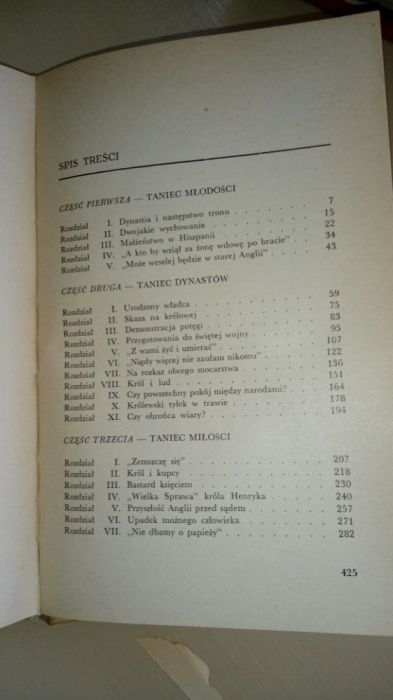 SPIS TREŚCI
CZĘŚĆ PIERWSZA — TANIEC MŁODOŚCI
Rozdział I. Dynastia i następstwo tronu . . . . . . . 7
Rozdział II. Dwojakie wychowanie . . . . . . . 15
Rozdział III. Małżeństwo w Hiszpanii . . . . . . . 22
Rozdział IV. „A kto by wziął za żonę wdowę po bracie” . . 34
Rozdział V. „Może weselej będzie w starej Anglii” . . . 43
CZĘŚĆ DRUGA — TANIEC DYNASTÓW
Rozdział I. Urodzony władca . . . . . . . 59
Rozdział II. Skaza na królowej . . . . . . . 75
Rozdział III. Demonstracja potęgi . . . . . . . 83
Rozdział IV. Przygotowania do świętej wojny . . . . . 95
Rozdział V. „Z wami żyć i umierać” . . . . . . . 107
Rozdział VI. „Nigdy więcej nie zaufam nikomu” . . . . . 122
Rozdział VII. Na rozkaz obcego mocarstwa . . . . . 136
Rozdział VIII. Król i lud . . . . . . . 151
Rozdział IX. Czy powszechny pokój między narodami? . . . 164
Rozdział X. Królewski tyłek w trawie . . . . . . . 178
Rozdział XI. Czy obrońca wiary? . . . . . . . 194
CZĘŚĆ TRZECIA — TANIEC MIŁOŚCI
Rozdział I. „Zemszczę się” . . . . . . . 207
Rozdział II. Król i kupcy . . . . . . . 218
Rozdział III. Bastard księciem . . . . . . . 230
Rozdział IV. „Wielka Sprawa” króla Henryka . . . . . 240
Rozdział V. Przyszłość Anglii przed sądem . . . . . 257
Rozdział VI. Upadek możnego człowieka . . . . . 271
Rozdział VII. „Nie dbamy o papieży” . . . . . . . 282
425